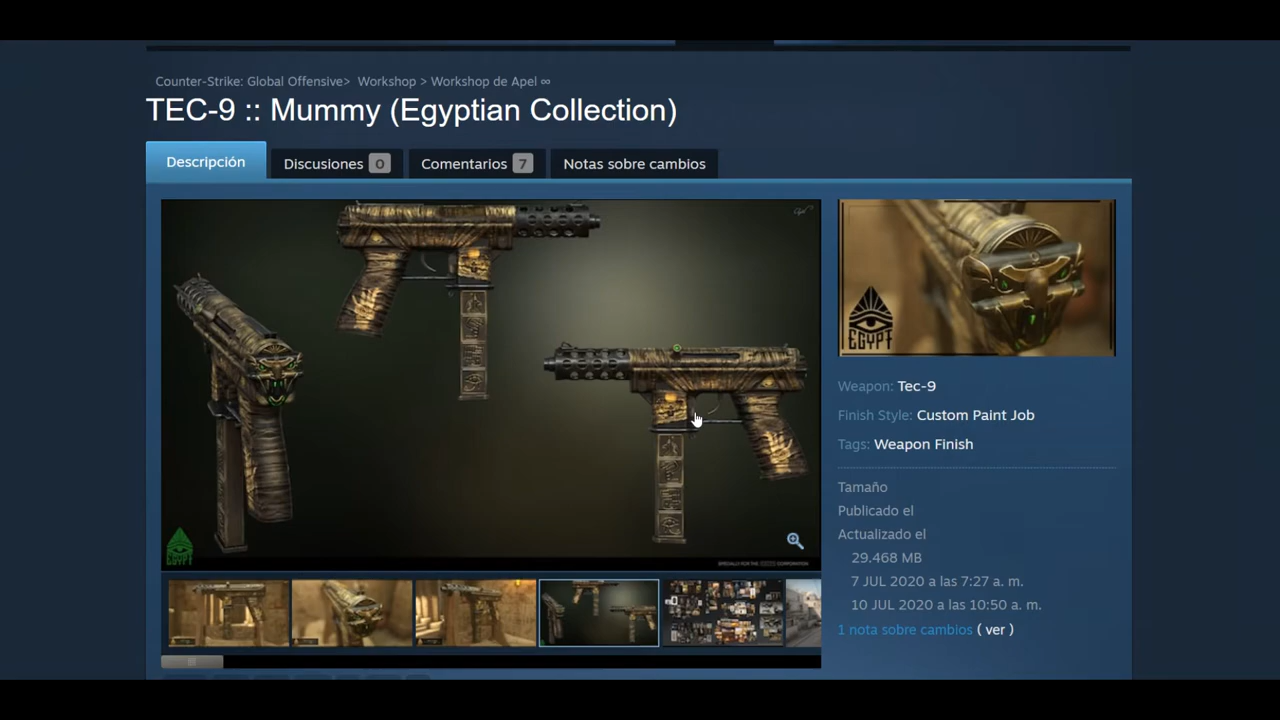 Counter-Strike: Global Offensive> Workshop > Workshop de Apel ∞
TEC-9 :: Mummy (Egyptian Collection)
Descripción
Discusiones 0
Comentarios 7
Notas sobre cambios
EGYPT
EGYPT
Weapon: Tec-9
Finish Style: Custom Paint Job
Tags: Weapon Finish
Tamaño
Publicado el
Actualizado el
29.468 MB
7 JUL 2020 a las 7:27 a. m.
10 JUL 2020 a las 10:50 a. m.
1 nota sobre cambios ( ver )